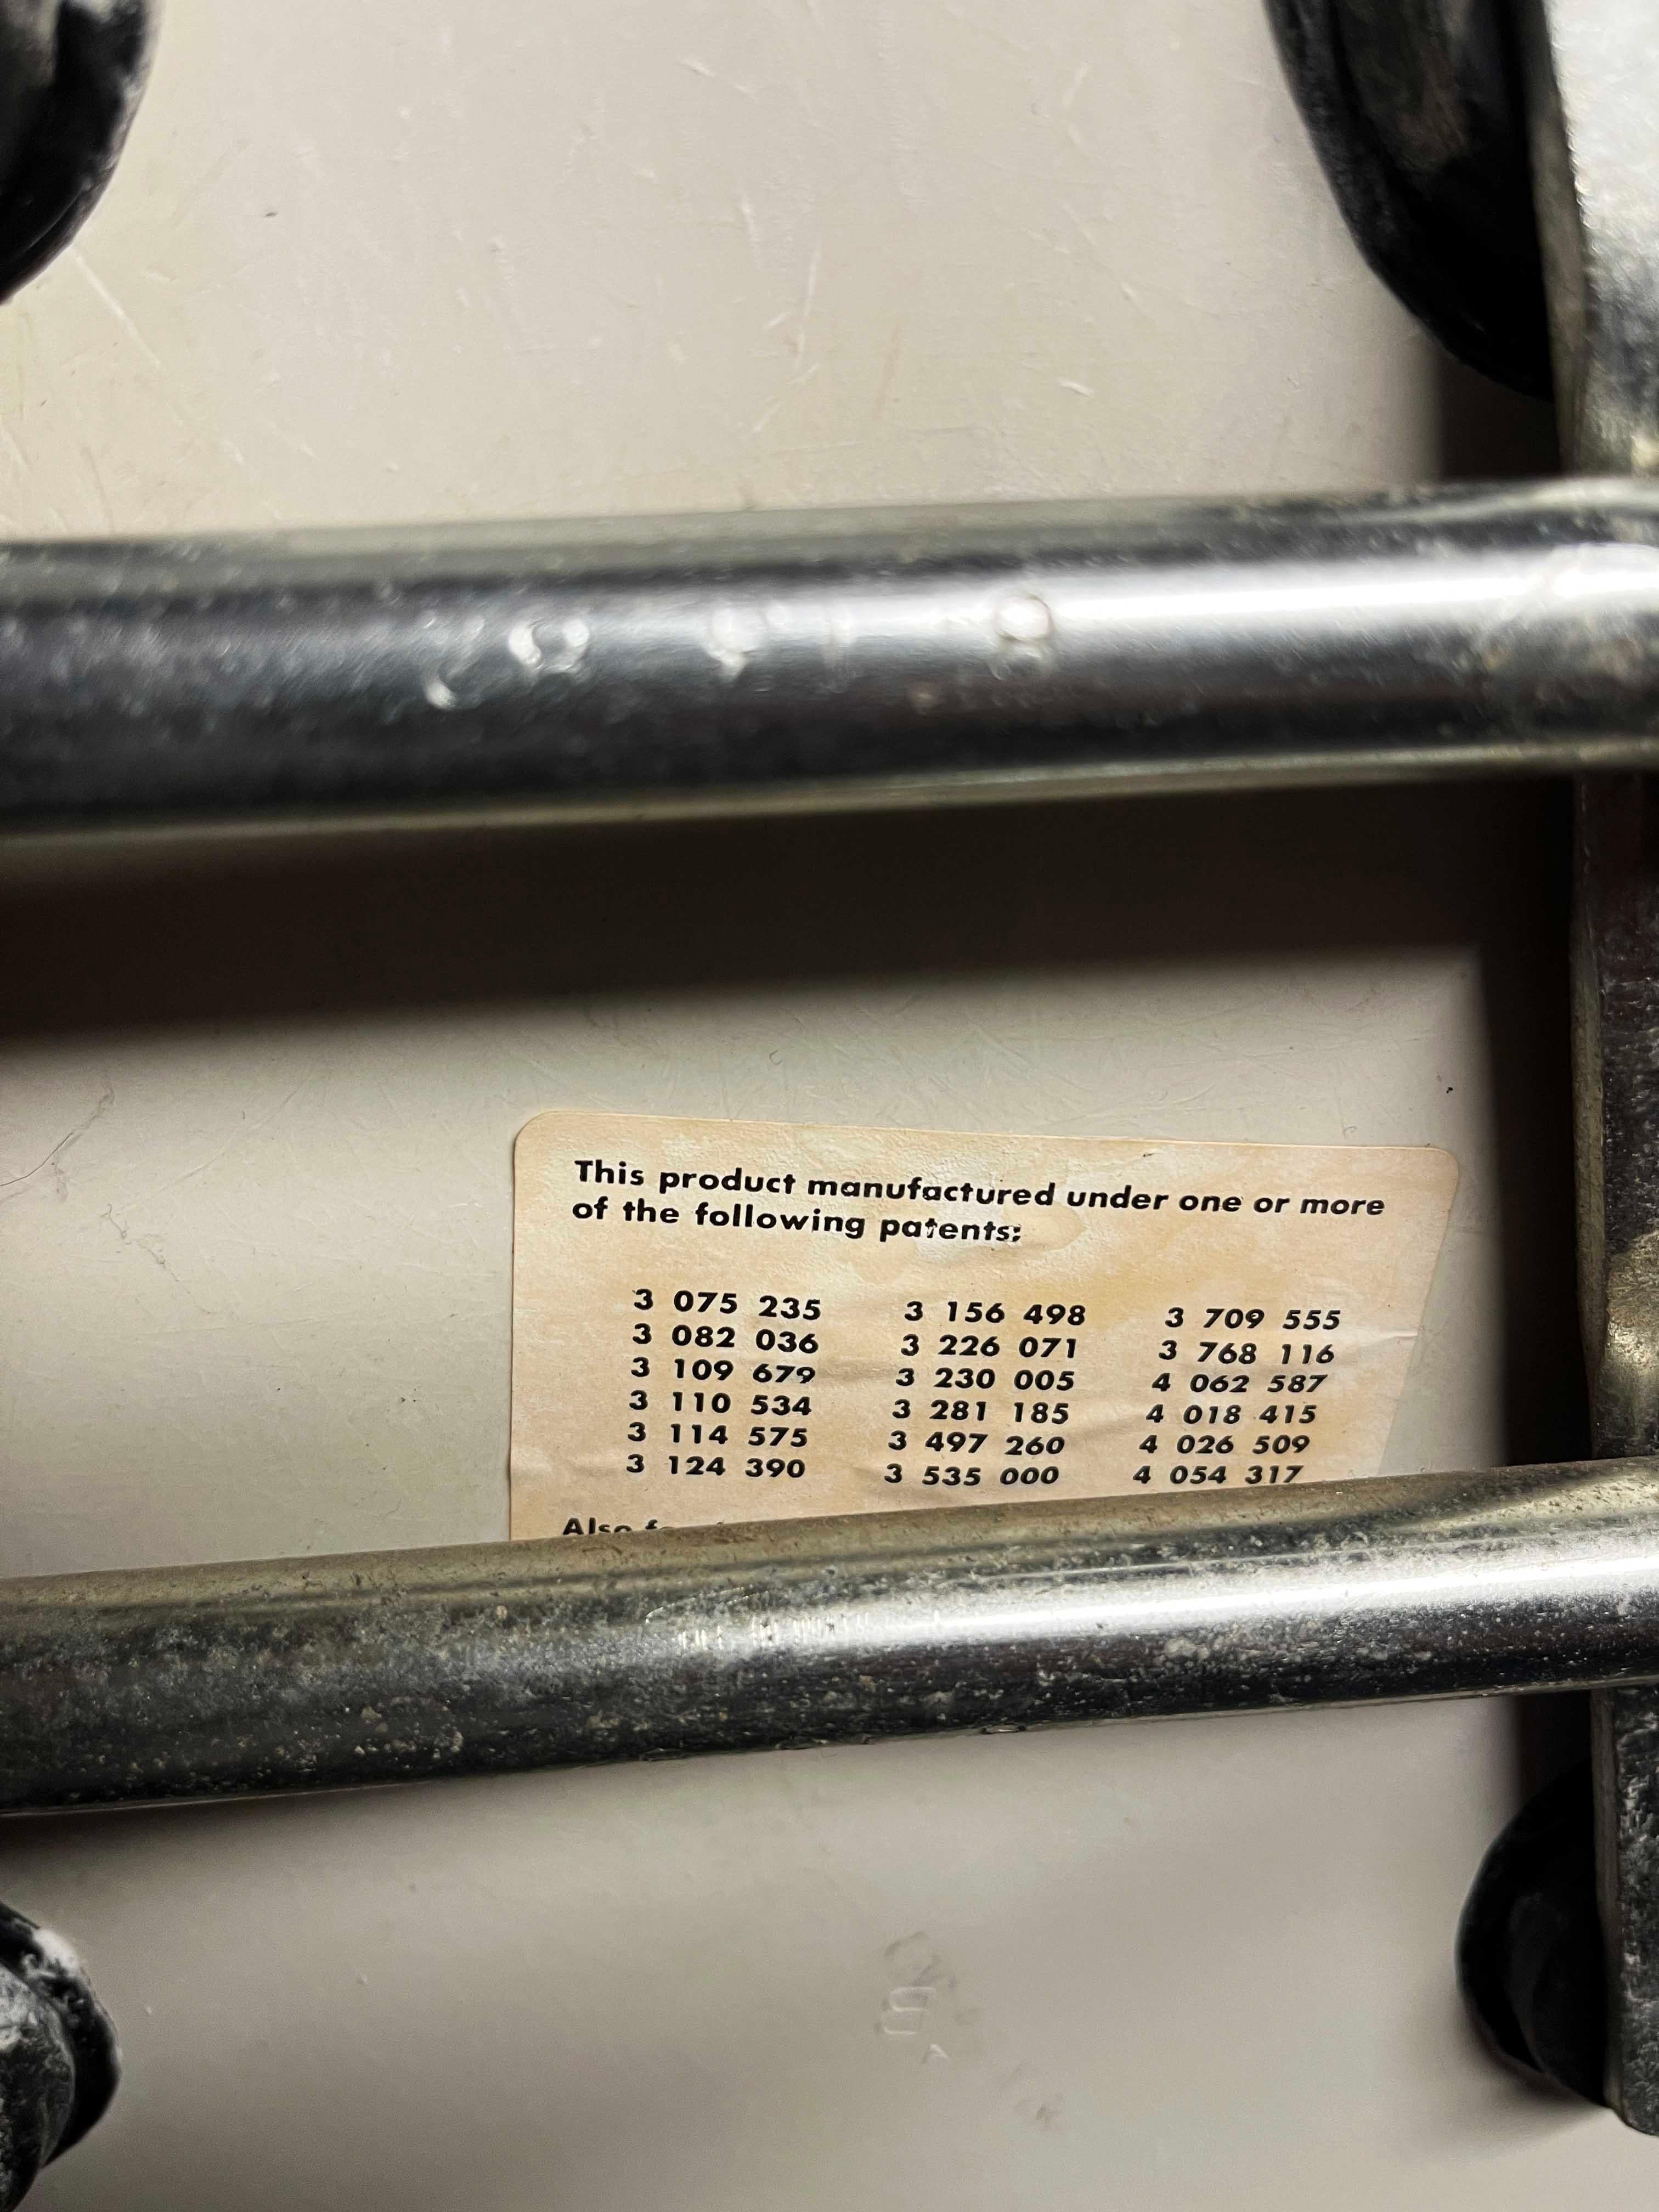 This product manufactured under one or more
of the following patents:
3 075 235 3 156 498 3 709 555
3 082 036 3 226 071 3 768 116
3 109 679 3 230 005 4 062 587
3 110 534 3 281 185 4 018 415
3 114 575 3 497 260 4 026 509
3 124 390 3 535 000 4 054 317
Also